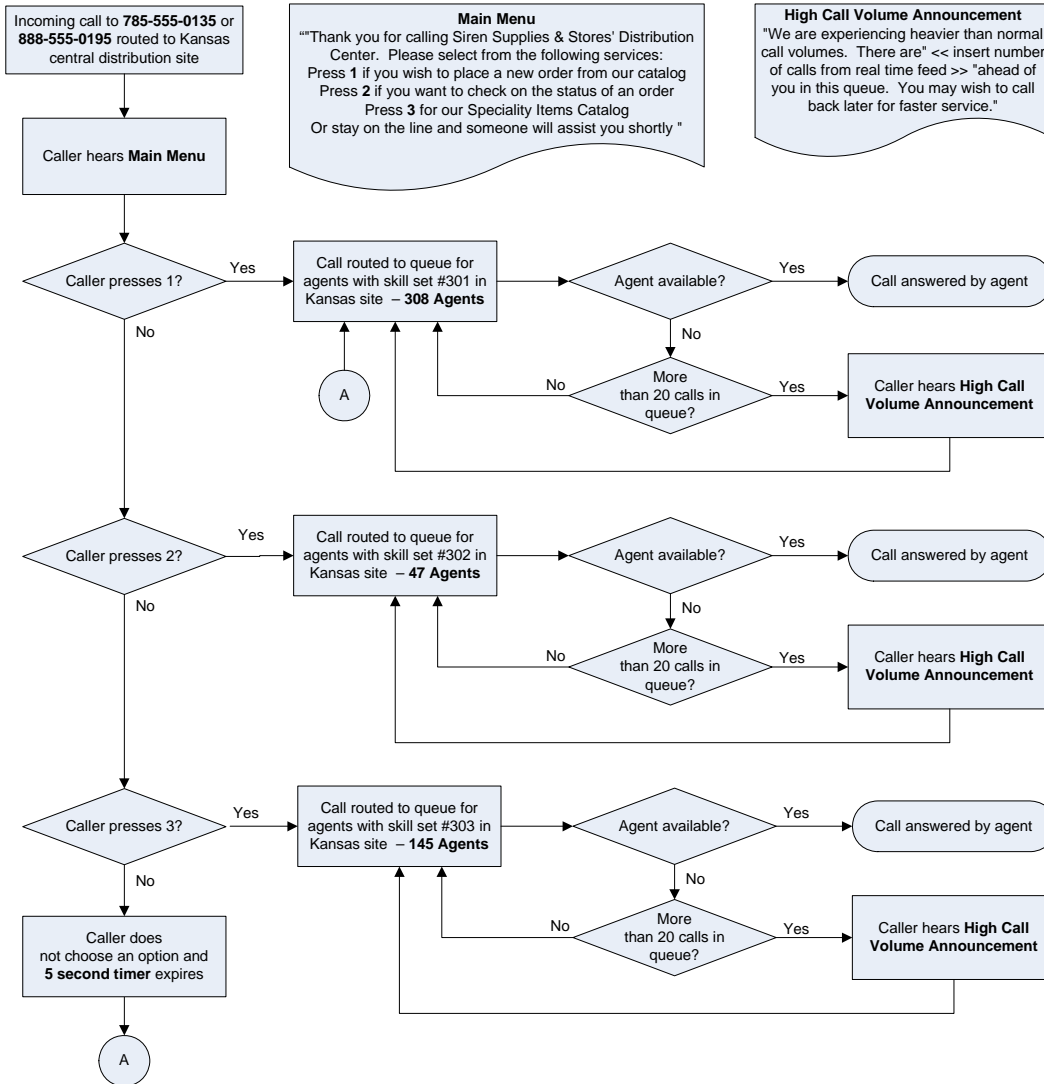 Incoming call to 785-555-0135 or
888-555-0195 routed to Kansas
central distribution site
Main Menu
""Thank you for calling Siren Supplies & Stores' Distribution
Center. Please select from the following services:
Press 1 if you wish to place a new order from our catalog
Press 2 if you want to check on the status of an order
Press 3 for our Speciality Items Catalog
Or stay on the line and someone will assist you shortly "
High Call Volume Announcement
"We are experiencing heavier than normal
call volumes. There are" << insert number
of calls from real time feed >> "ahead of
you in this queue. You may wish to call
back later for faster service."
Caller hears Main Menu
Caller presses 1?
Yes
No
Call routed to queue for
agents with skill set #301 in
Kansas site – 308 Agents
Agent available?
Yes
Call answered by agent
No
A
No
More
than 20 calls in
queue?
Yes
Caller hears High Call
Volume Announcement
Caller presses 2?
Yes
No
Call routed to queue for
agents with skill set #302 in
Kansas site – 47 Agents
Agent available?
Yes
Call answered by agent
No
No
More
than 20 calls in
queue?
Yes
Caller hears High Call
Volume Announcement
Caller presses 3?
Yes
No
Call routed to queue for
agents with skill set #303 in
Kansas site – 145 Agents
Agent available?
Yes
Call answered by agent
No
No
More
than 20 calls in
queue?
Yes
Caller hears High Call
Volume Announcement
Caller does
not choose an option and
5 second timer expires
A